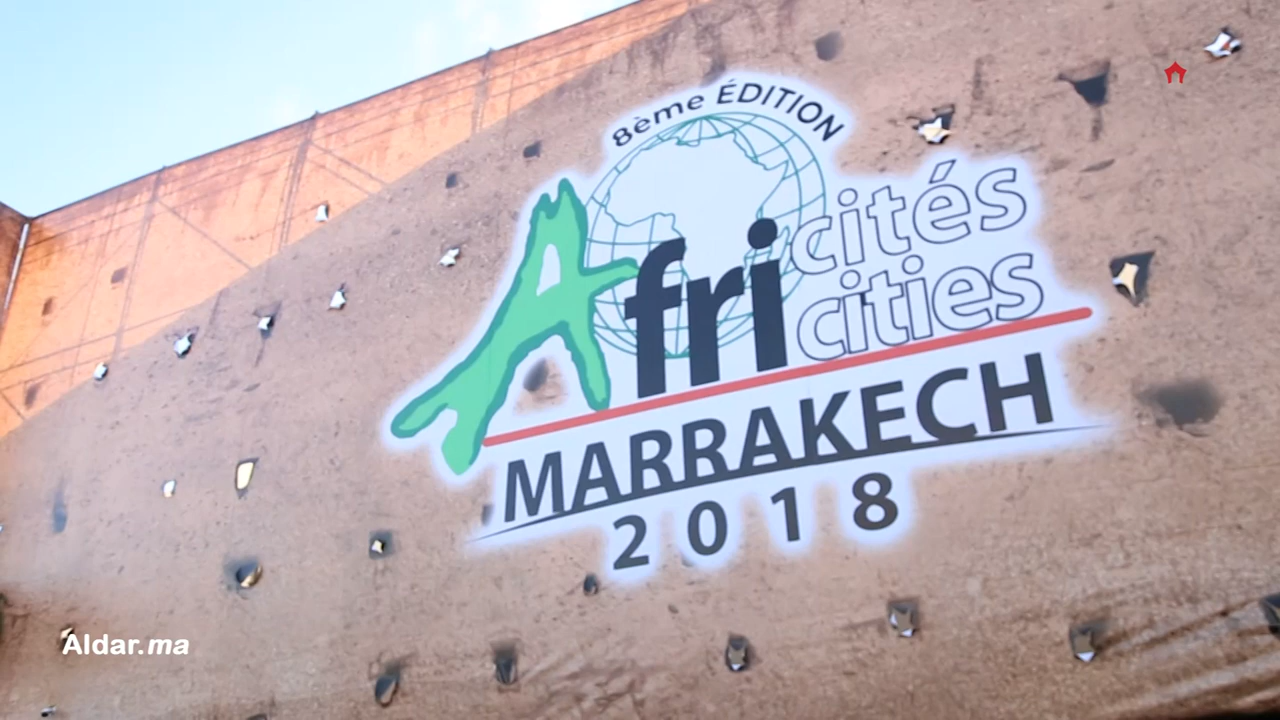 8ème ÉDITION
Africités
cities
MARRAKECH
2018
Aldar.ma